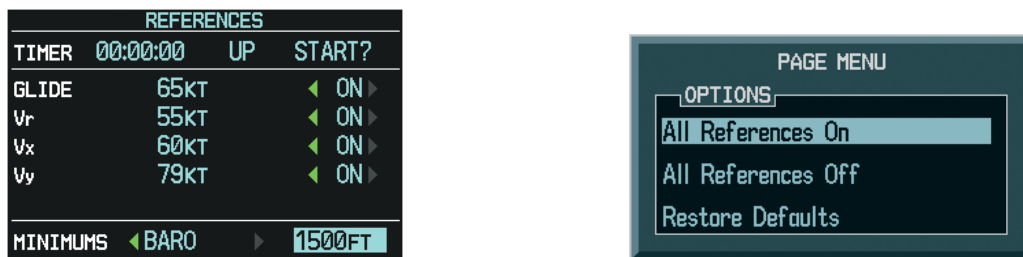 REFERENCES
TIMER 00:00:00 UP START?
GLIDE 65KT ON
Vr 55KT ON
Vx 60KT ON
Vy 79KT ON
MINIMUMS BARO 1500FT
PAGE MENU
OPTIONS
All References On
All References Off
Restore Defaults